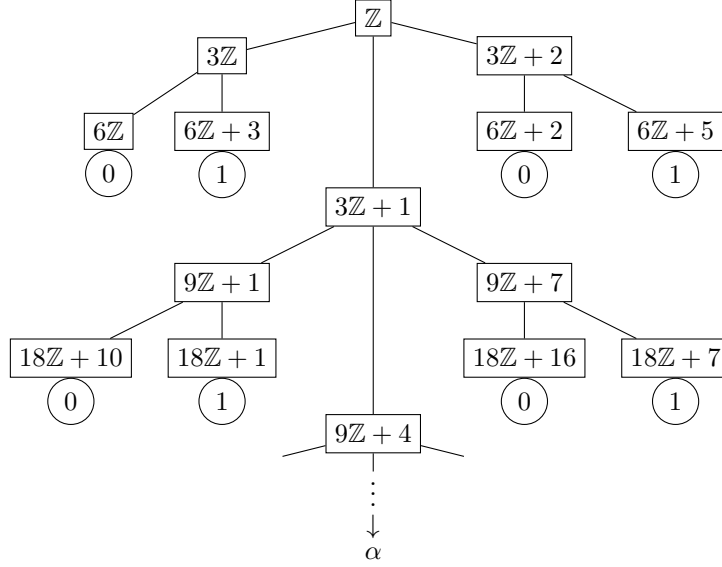 ℤ
3ℤ 3ℤ + 2
6ℤ 6ℤ + 3 6ℤ + 2 6ℤ + 5
0 1 0 1
3ℤ + 1
9ℤ + 1 9ℤ + 7
18ℤ + 10 18ℤ + 1 18ℤ + 16 18ℤ + 7
0 1 0 1
9ℤ + 4
⋮
α